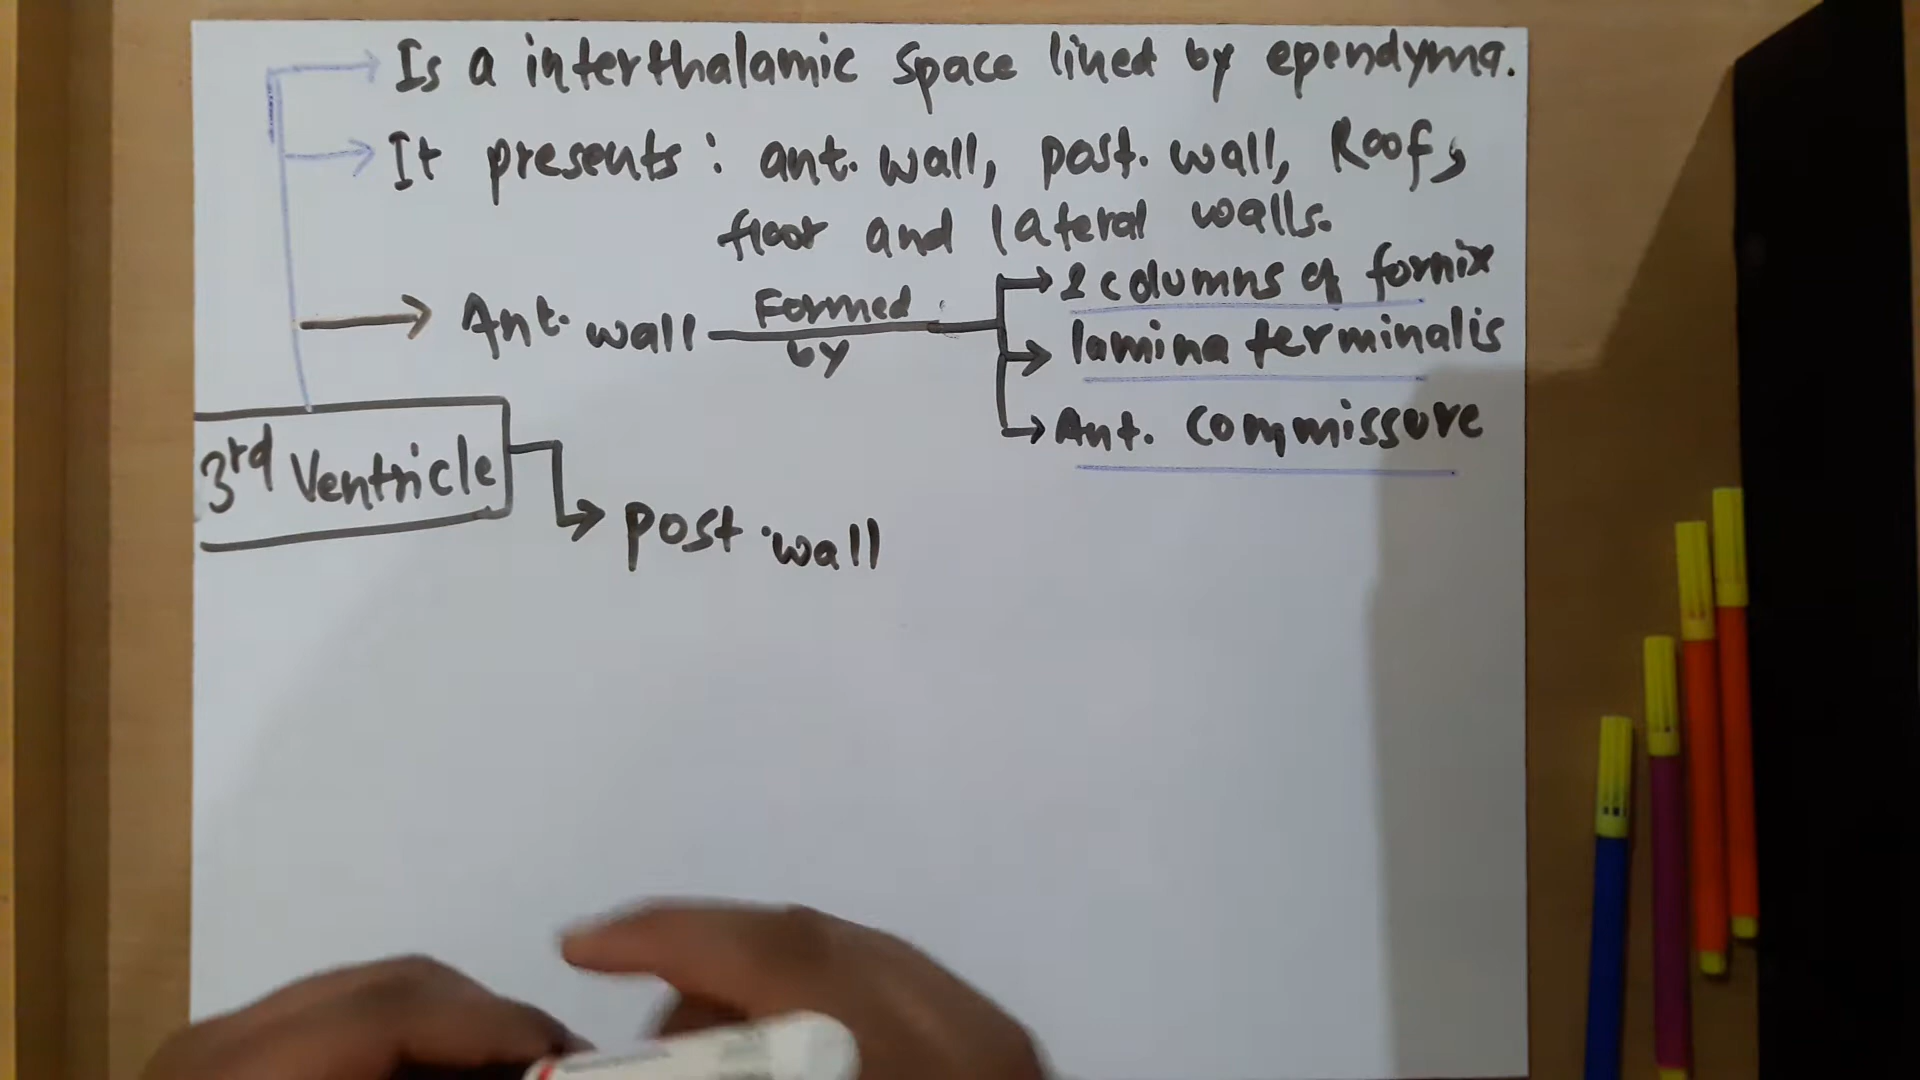 Is a interthalamic space lined by ependyma.
It presents : ant. wall, post. wall, Roof,
floor and lateral walls.
Ant. wall Formed by
2 columns of fornix
lamina terminalis
Ant. commissure
3rd Ventricle
post. wall